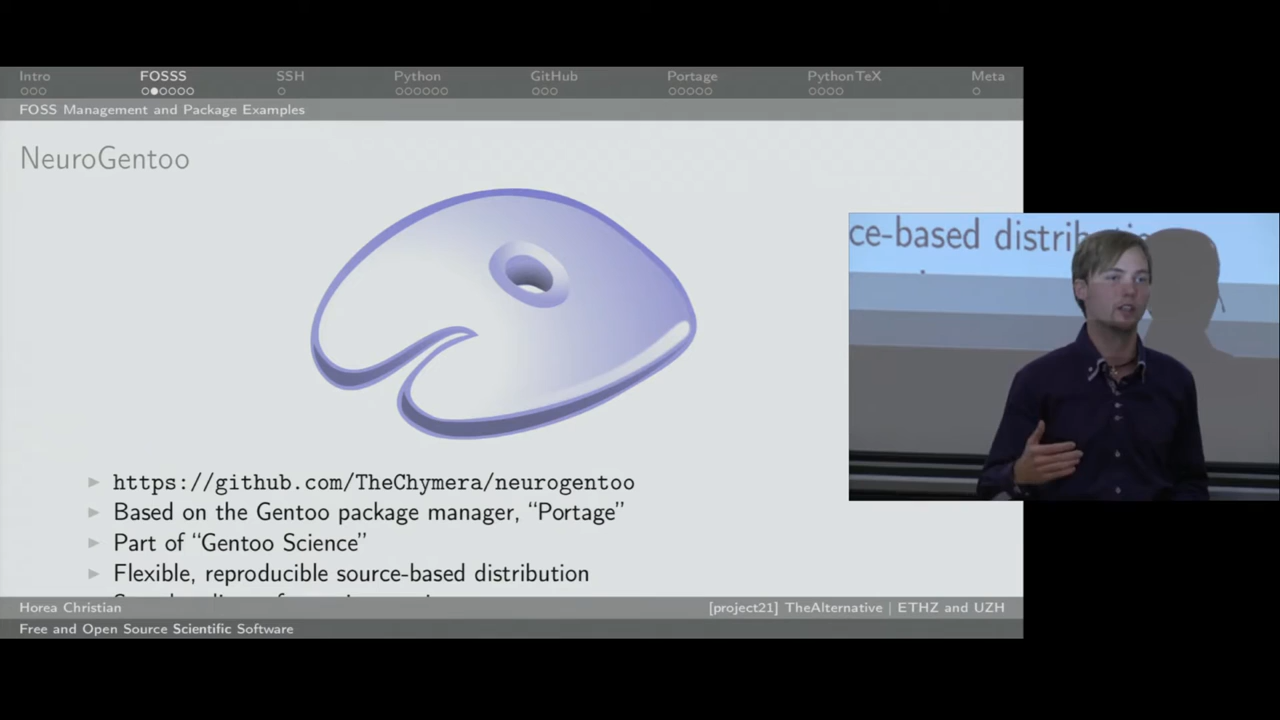 Intro FOSSS SSH Python GitHub Portage PythonTeX Meta
FOSS Management and Package Examples
NeuroGentoo
https://github.com/TheChymera/neurogentoo
Based on the Gentoo package manager, “Portage”
Part of “Gentoo Science”
Flexible, reproducible source-based distribution
Horea Christian [project21] TheAlternative | ETHZ and UZH
Free and Open Source Scientific Software
ce-based distrib